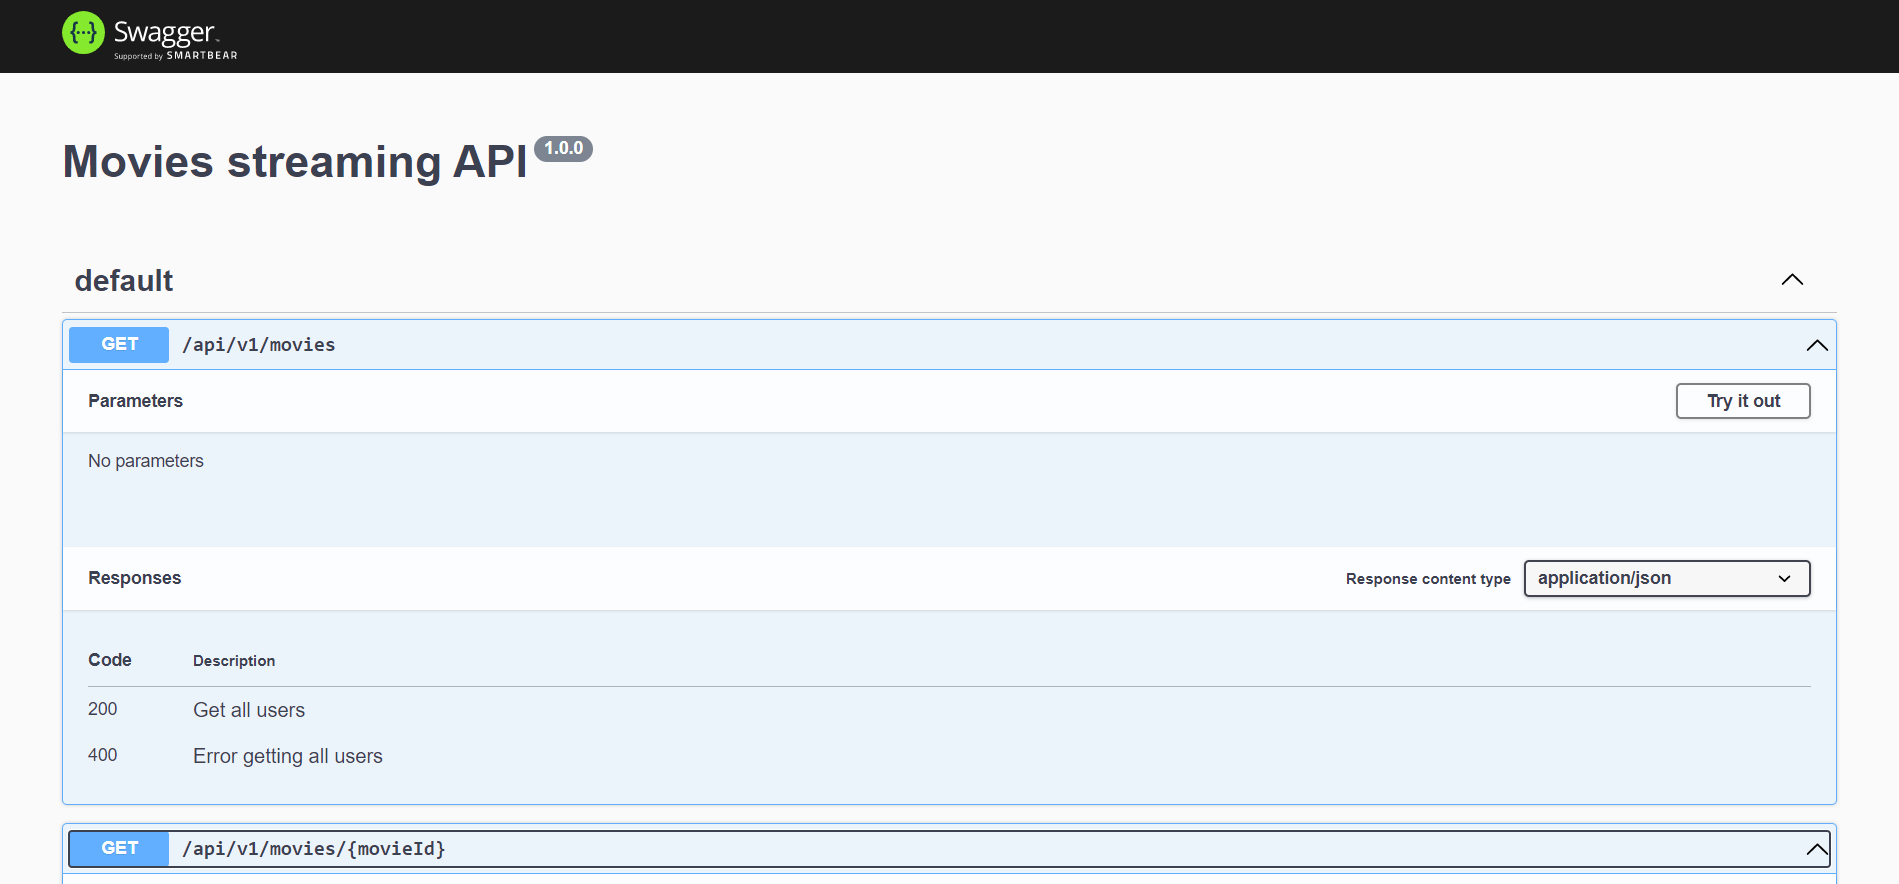 {···} Swagger™
Supported by SMARTBEAR
Movies streaming API 1.0.0
default
GET /api/v1/movies
Parameters Try it out
No parameters
Responses Response content type application/json
Code Description
200 Get all users
400 Error getting all users
GET /api/v1/movies/{movieId}